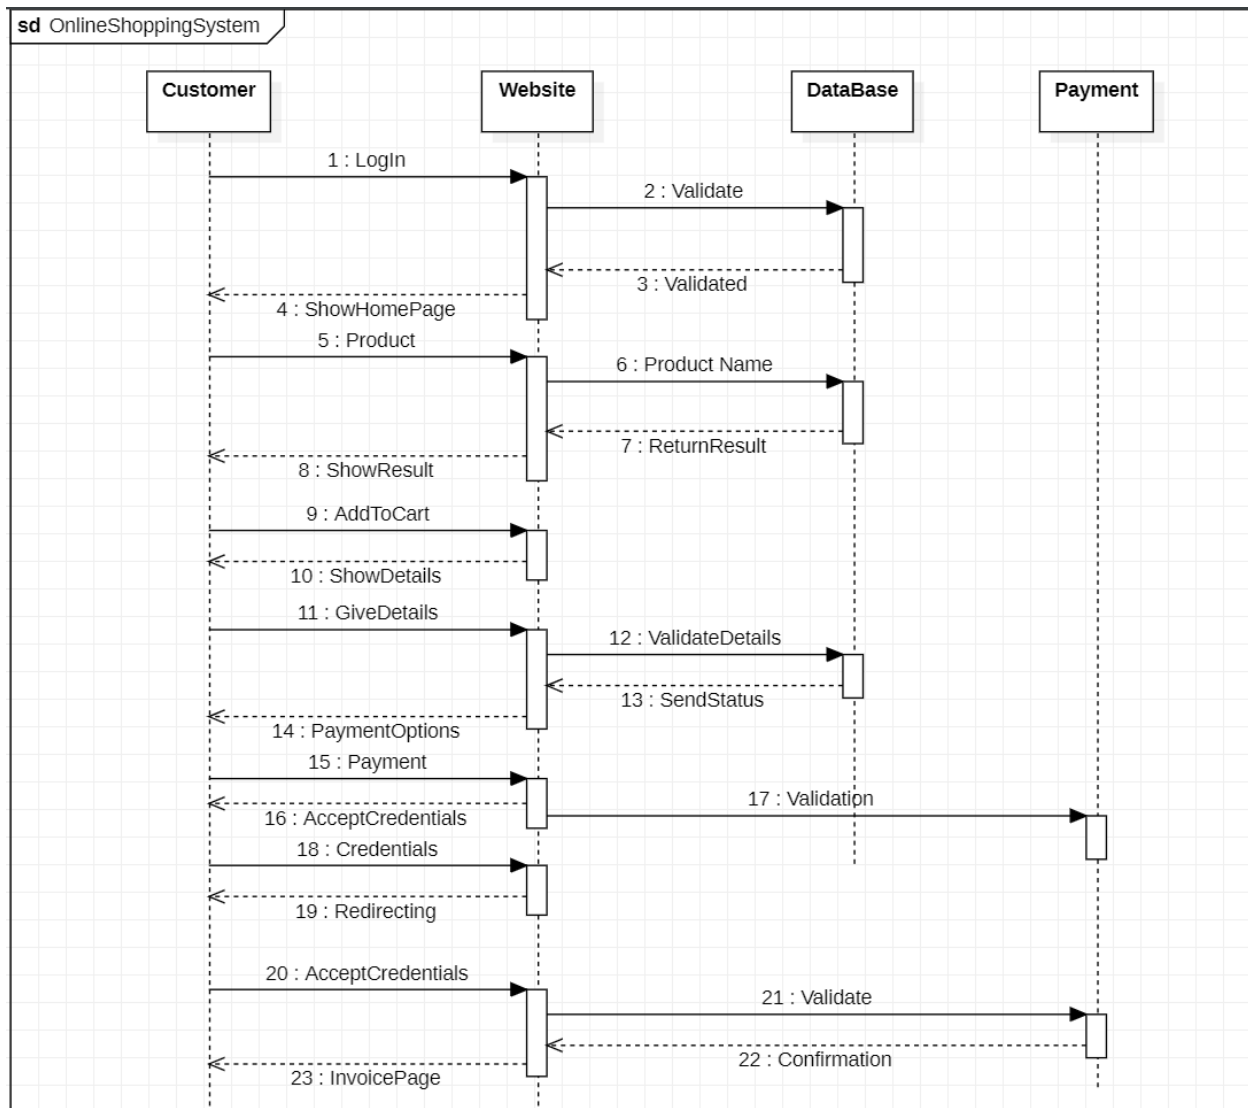 sd OnlineShoppingSystem
Customer
Website
DataBase
Payment
1 : LogIn
2 : Validate
3 : Validated
4 : ShowHomePage
5 : Product
6 : Product Name
7 : ReturnResult
8 : ShowResult
9 : AddToCart
10 : ShowDetails
11 : GiveDetails
12 : ValidateDetails
13 : SendStatus
14 : PaymentOptions
15 : Payment
16 : AcceptCredentials
17 : Validation
18 : Credentials
19 : Redirecting
20 : AcceptCredentials
21 : Validate
22 : Confirmation
23 : InvoicePage